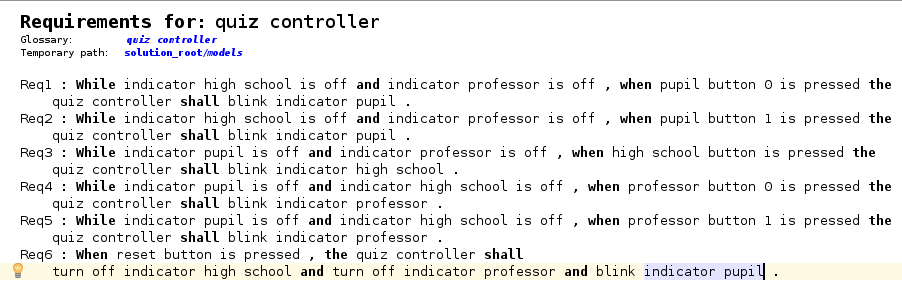 Requirements for: quiz controller
Glossary: quiz controller
Temporary path: solution_root/models
Req1 : While indicator high school is off and indicator professor is off , when pupil button 0 is pressed the
quiz controller shall blink indicator pupil .
Req2 : While indicator high school is off and indicator professor is off , when pupil button 1 is pressed the
quiz controller shall blink indicator pupil .
Req3 : While indicator pupil is off and indicator professor is off , when high school button is pressed the
quiz controller shall blink indicator high school .
Req4 : While indicator pupil is off and indicator high school is off , when professor button 0 is pressed the
quiz controller shall blink indicator professor .
Req5 : While indicator pupil is off and indicator high school is off , when professor button 1 is pressed the
quiz controller shall blink indicator professor .
Req6 : When reset button is pressed , the quiz controller shall
turn off indicator high school and turn off indicator professor and blink indicator pupil .